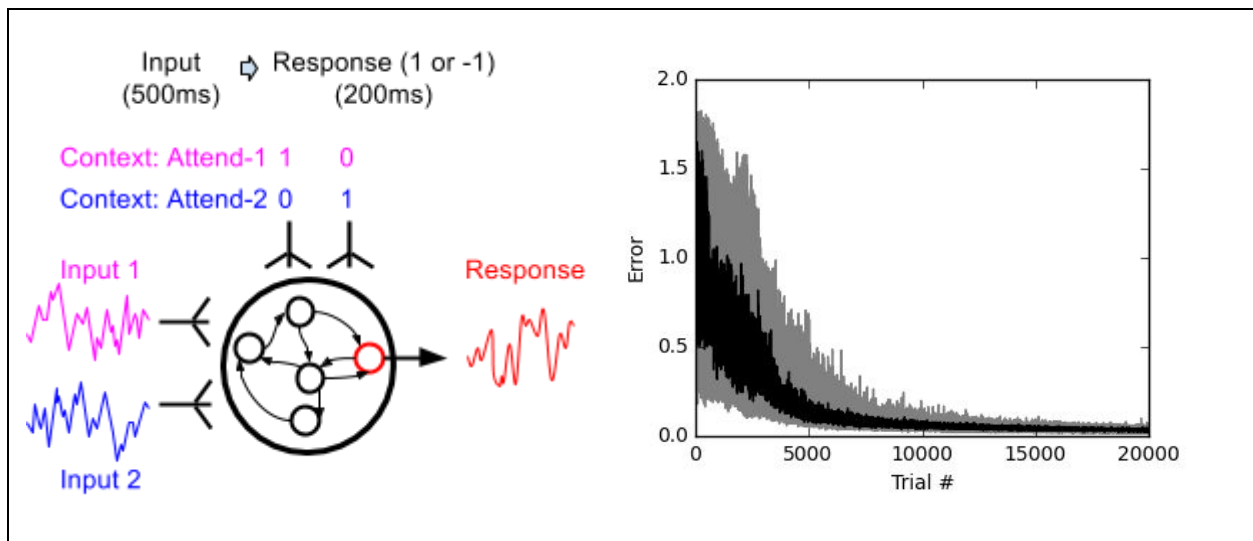 Input ⇨ Response (1 or -1)
(500ms) (200ms)
Context: Attend-1 1 0
Context: Attend-2 0 1
Input 1
Response
Input 2
2.0
1.5
1.0
0.5
0.0
Error
0 5000 10000 15000 20000
Trial #